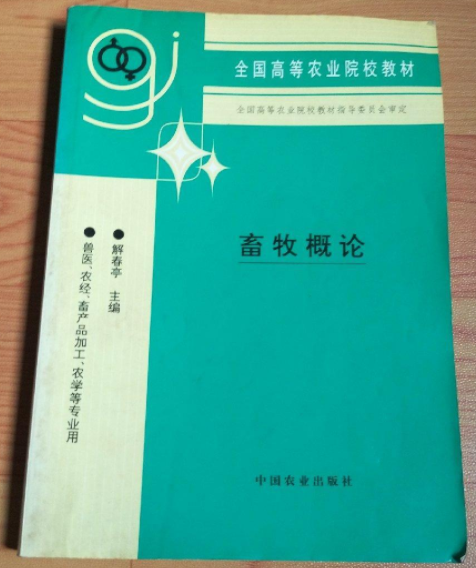 全国高等农业院校教材
全国高等农业院校教材指导委员会审定
畜牧概论
●解春亭 主编
●兽医、农经、畜产品加工、农学等专业用
中国农业出版社